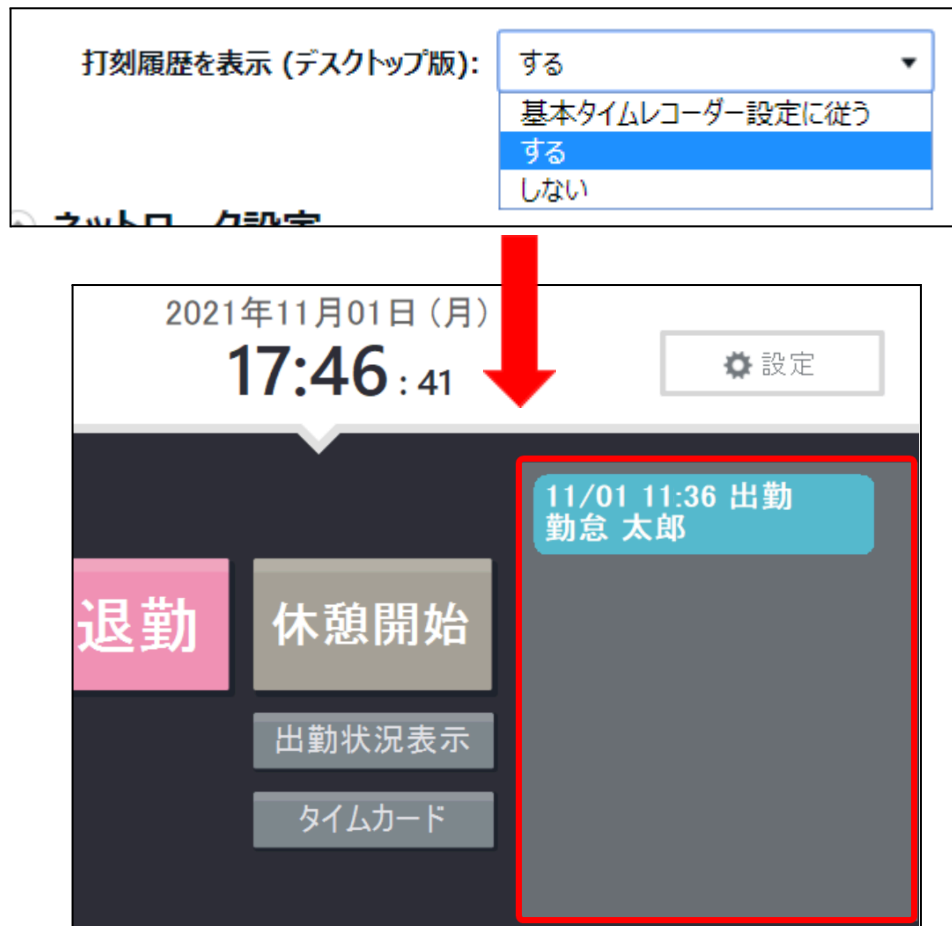 打刻履歴を表示 (デスクトップ版): する
基本タイムレコーダー設定に従う
する
しない
2021年11月01日（月）
17:46 : 41
設定
11/01 11:36 出勤
勤怠 太郎
退勤
休憩開始
出勤状況表示
タイムカード